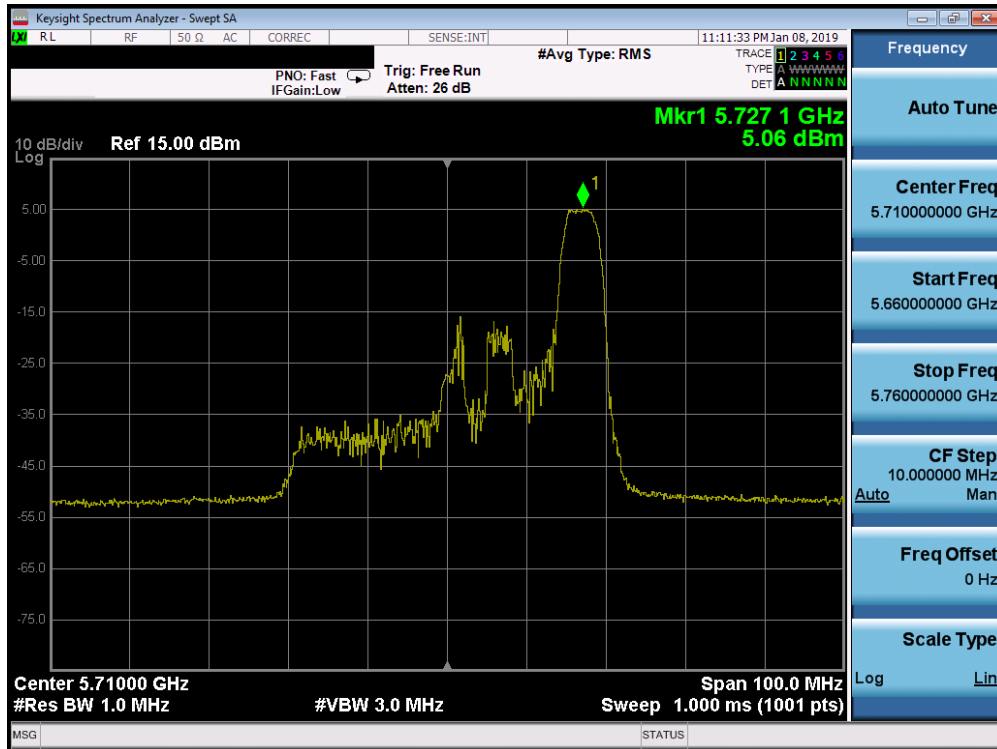 Keysight Spectrum Analyzer - Swept SA
LXI RL RF 50 Ω AC CORREC SENSE:INT 11:11:33 PM Jan 08, 2019
#Avg Type: RMS
TRACE 1 2 3 4 5 6
TYPE A WWWWW
DET A N N N N N
PNO: Fast
IFGain:Low
Trig: Free Run
Atten: 26 dB
Mkr1 5.727 1 GHz
5.06 dBm
10 dB/div
Log
Ref 15.00 dBm
1
5.00
-5.00
-15.0
-25.0
-35.0
-45.0
-55.0
-65.0
-75.0
Center 5.71000 GHz
Span 100.0 MHz
#Res BW 1.0 MHz
#VBW 3.0 MHz
Sweep 1.000 ms (1001 pts)
MSG
STATUS
Frequency
Auto Tune
Center Freq
5.710000000 GHz
Start Freq
5.660000000 GHz
Stop Freq
5.760000000 GHz
CF Step
10.000000 MHz
Auto Man
Freq Offset
0 Hz
Scale Type
Log Lin